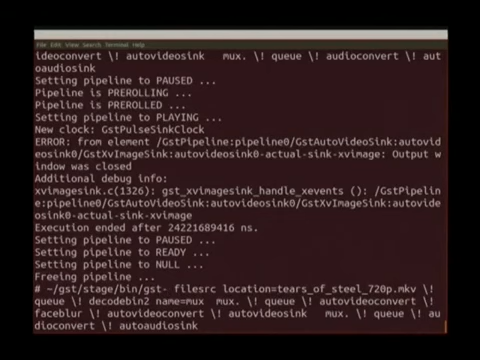 File Edit View Search Terminal Help
ideoconvert \! autovideosink   mux. \! queue \! audioconvert \! aut
oaudiosink
Setting pipeline to PAUSED ...
Pipeline is PREROLLING ...
Pipeline is PREROLLED ...
Setting pipeline to PLAYING ...
New clock: GstPulseSinkClock
ERROR: from element /GstPipeline:pipeline0/GstAutoVideoSink:autovid
eosink0/GstXvImageSink:autovideosink0-actual-sink-xvimage: Output w
indow was closed
Additional debug info:
xvimagesink.c(1326): gst_xvimagesink_handle_xevents (): /GstPipelin
e:pipeline0/GstAutoVideoSink:autovideosink0/GstXvImageSink:autovide
osink0-actual-sink-xvimage
Execution ended after 24221689416 ns.
Setting pipeline to PAUSED ...
Setting pipeline to READY ...
Setting pipeline to NULL ...
Freeing pipeline ...
# ~/gst/stage/bin/gst- filesrc location=tears_of_steel_720p.mkv \!
queue \! decodebin2 name=mux  mux. \! queue \! autovideoconvert \!
faceblur \! autovideoconvert \! autovideosink   mux. \! queue \! au
dioconvert \! autoaudiosink